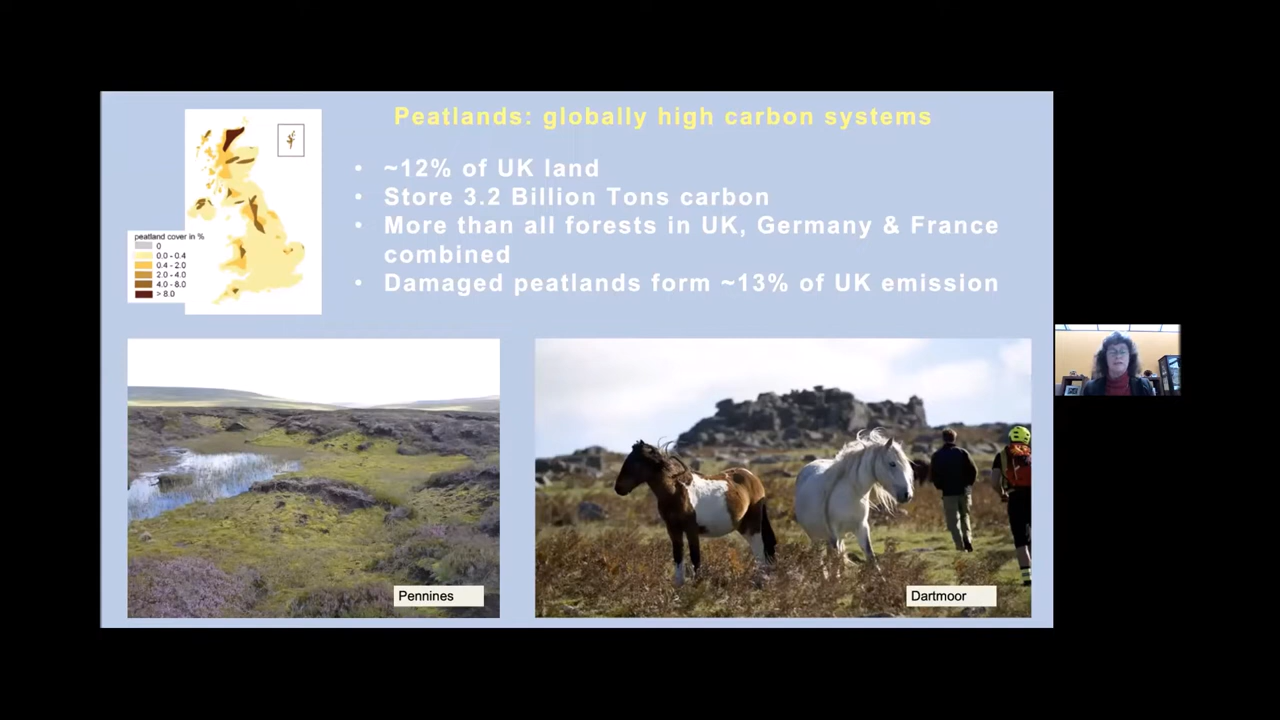 Peatlands: globally high carbon systems
• ~12% of UK land
• Store 3.2 Billion Tons carbon
• More than all forests in UK, Germany & France
combined
• Damaged peatlands form ~13% of UK emission
peatland cover in %
0
0.0 - 0.4
0.4 - 2.0
2.0 - 4.0
4.0 - 8.0
> 8.0
Pennines
Dartmoor